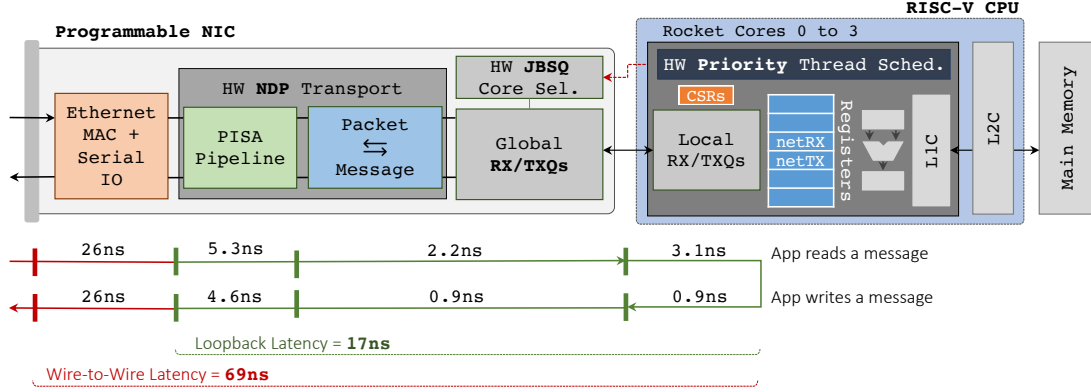 RISC-V CPU
Programmable NIC
Rocket Cores 0 to 3
HW JBSQ
Core Sel.
HW Priority Thread Sched.
HW NDP Transport
CSRs
Ethernet
MAC +
Serial
IO
PISA
Pipeline
Packet
⇆
Message
Global
RX/TXQs
Local
RX/TXQs
netRX
netTX
Registers
L1C
L2C
Main Memory
26ns
5.3ns
2.2ns
3.1ns
App reads a message
26ns
4.6ns
0.9ns
0.9ns
App writes a message
Loopback Latency = 17ns
Wire-to-Wire Latency = 69ns